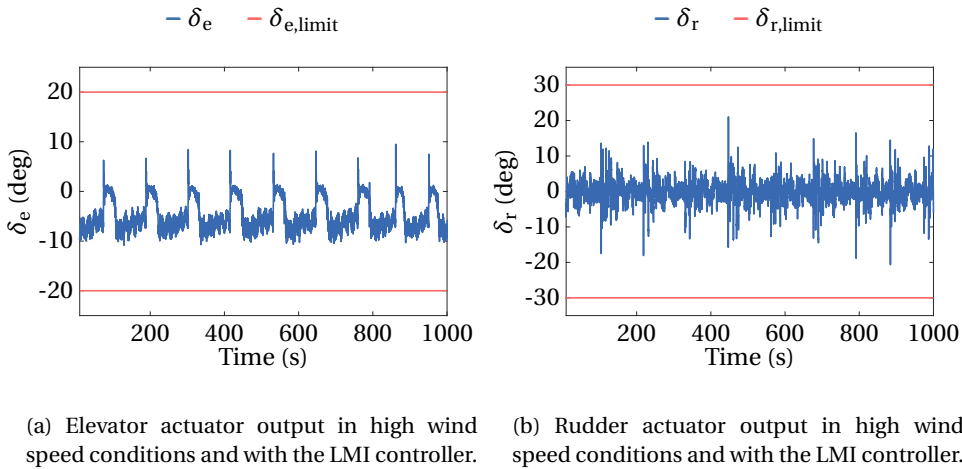 δe δe,limit
20
10
0
-10
-20
δe (deg)
200 400 600 800 1000
Time (s)
δr δr,limit
30
20
10
0
-10
-20
-30
δr (deg)
200 400 600 800 1000
Time (s)
(a) Elevator actuator output in high wind
speed conditions and with the LMI controller.
(b) Rudder actuator output in high wind
speed conditions and with the LMI controller.